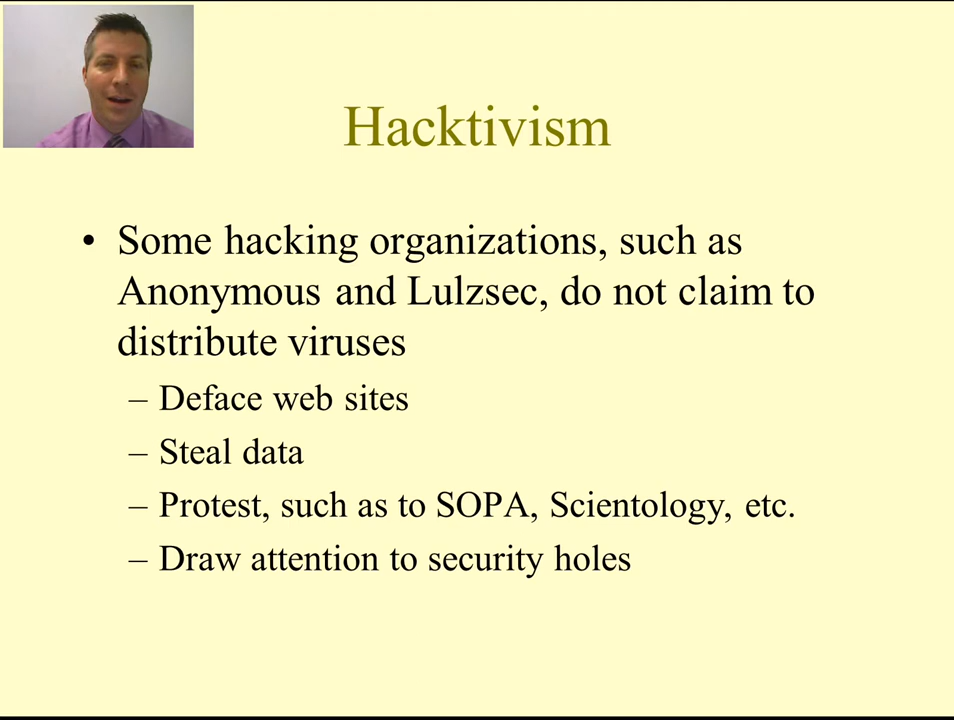 Hacktivism
• Some hacking organizations, such as
Anonymous and Lulzsec, do not claim to
distribute viruses
– Deface web sites
– Steal data
– Protest, such as to SOPA, Scientology, etc.
– Draw attention to security holes